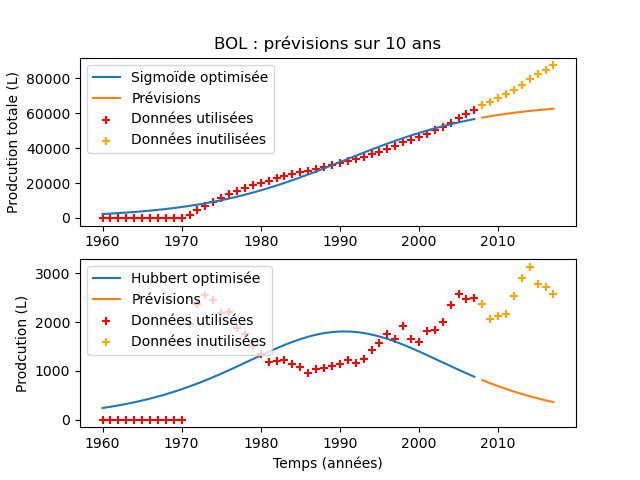 BOL : prévisions sur 10 ans
Prodcution totale (L)
80000
60000
40000
20000
0
Sigmoïde optimisée
Prévisions
Données utilisées
Données inutilisées
1960 1970 1980 1990 2000 2010
Prodcution (L)
3000
2000
1000
0
Hubbert optimisée
Prévisions
Données utilisées
Données inutilisées
1960 1970 1980 1990 2000 2010
Temps (années)